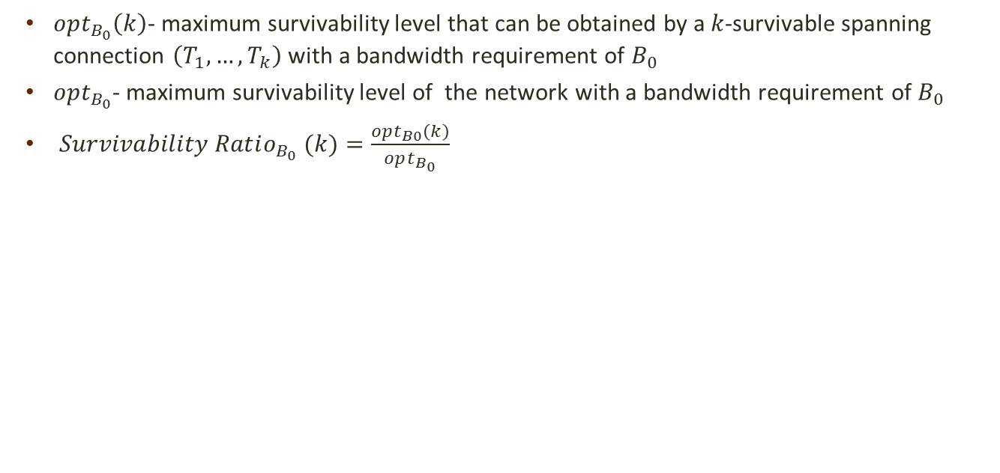 • opt_{B_0}(k)- maximum survivability level that can be obtained by a k-survivable spanning
connection (T_1, … , T_k) with a bandwidth requirement of B_0
• opt_{B_0}- maximum survivability level of the network with a bandwidth requirement of B_0
• Survivability Ratio_{B_0} (k) = \frac{opt_{B0}(k)}{opt_{B_0}}